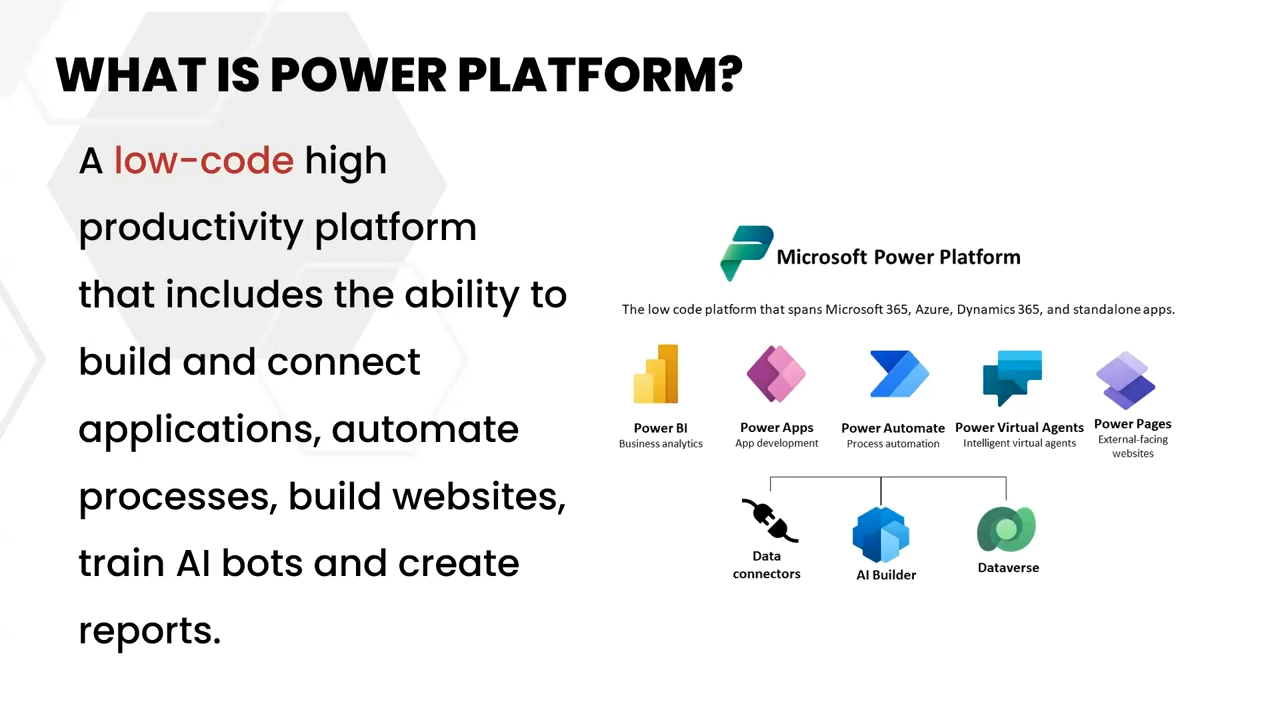 WHAT IS POWER PLATFORM?
A low-code high
productivity platform
that includes the ability to
build and connect
applications, automate
processes, build websites,
train AI bots and create
reports.
Microsoft Power Platform
The low code platform that spans Microsoft 365, Azure, Dynamics 365, and standalone apps.
Power BI
Business analytics
Power Apps
App development
Power Automate
Process automation
Power Virtual Agents
Intelligent virtual agents
Power Pages
External-facing
websites
Data
connectors
AI Builder
Dataverse